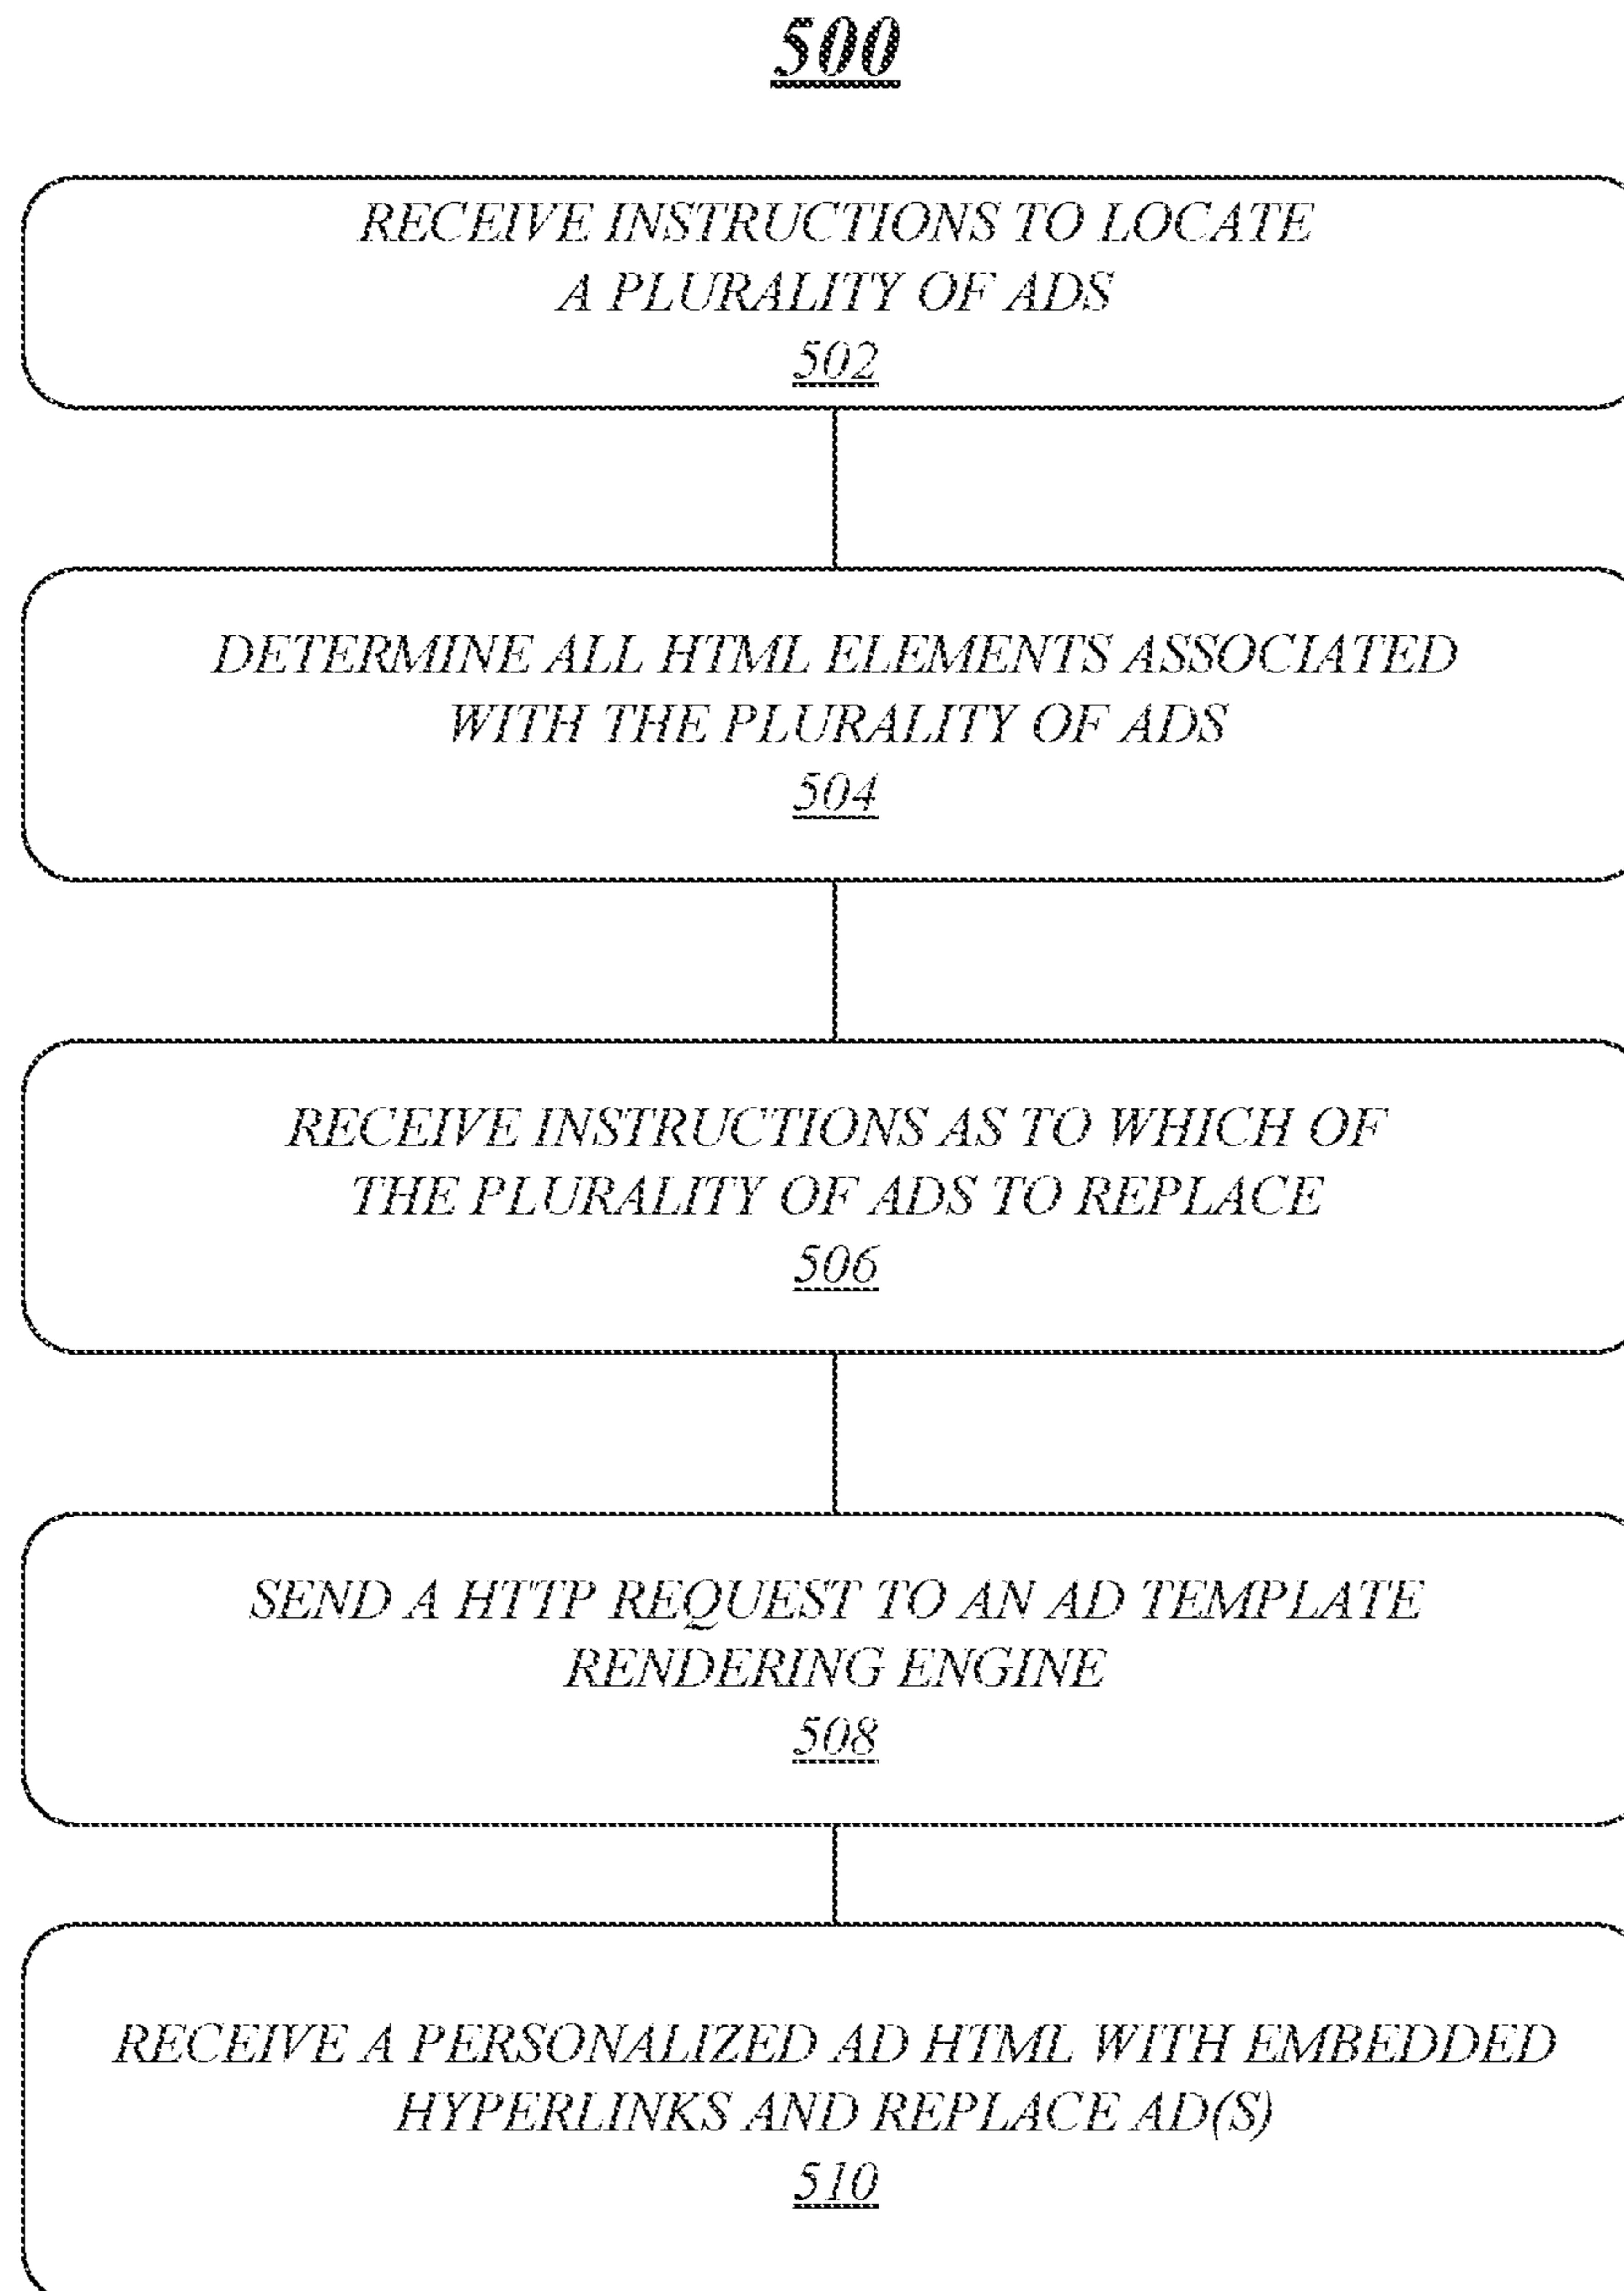 500
RECEIVE INSTRUCTIONS TO LOCATE
A PLURALITY OF ADS
502
DETERMINE ALL HTML ELEMENTS ASSOCIATED
WITH THE PLURALITY OF ADS
504
RECEIVE INSTRUCTIONS AS TO WHICH OF
THE PLURALITY OF ADS TO REPLACE
506
SEND A HTTP REQUEST TO AN AD TEMPLATE
RENDERING ENGINE
508
RECEIVE A PERSONALIZED AD HTML WITH EMBEDDED
HYPERLINKS AND REPLACE AD(S)
510